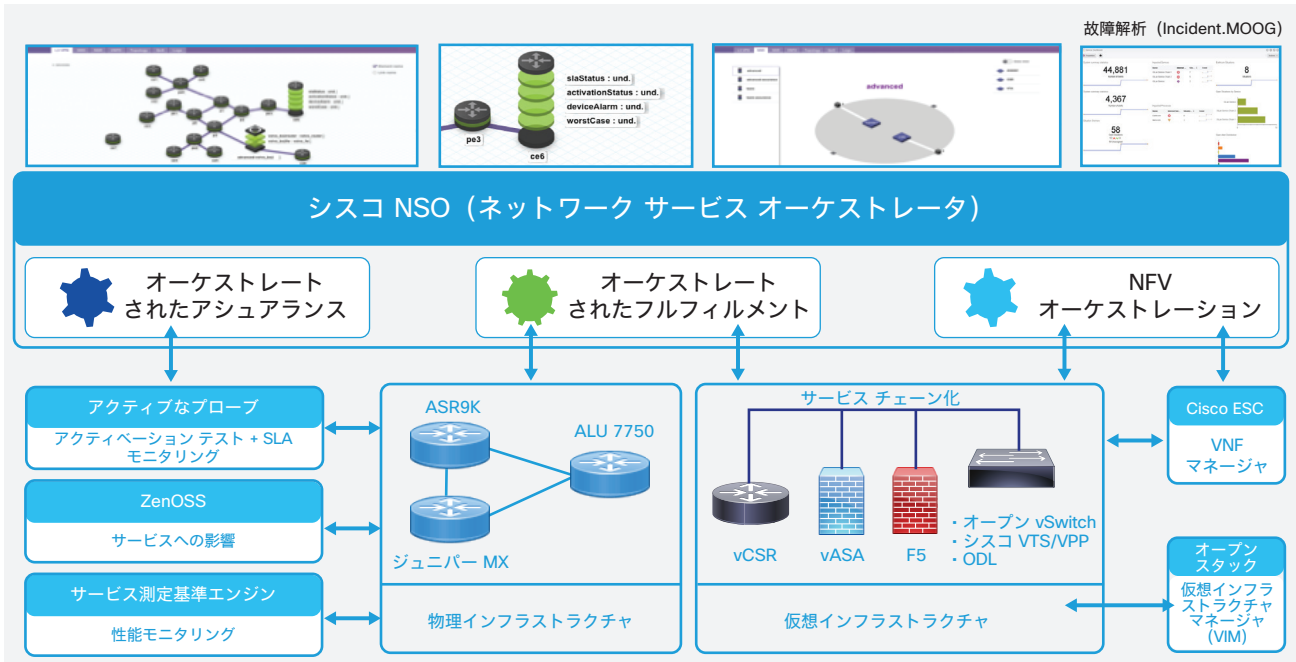 故障解析（Incident.MOOG）
44,881
4,367
58
8
slaStatus : und.
activationStatus : und.
deviceAlarm : und.
worstCase : und.
pe3
ce6
advanced
シスコ NSO（ネットワーク サービス オーケストレータ）
オーケストレート
されたアシュアランス
オーケストレート
されたフルフィルメント
NFV
オーケストレーション
アクティブなプローブ
アクティベーション テスト + SLA
モニタリング
ZenOSS
サービスへの影響
サービス測定基準エンジン
性能モニタリング
ASR9K
ALU 7750
ジュニパー MX
物理インフラストラクチャ
サービス チェーン化
vCSR
vASA
F5
・オープン vSwitch
・シスコ VTS/VPP
・ODL
仮想インフラストラクチャ
Cisco ESC
VNF
マネージャ
オープン
スタック
仮想インフラ
ストラクチャ
マネージャ
(VIM)